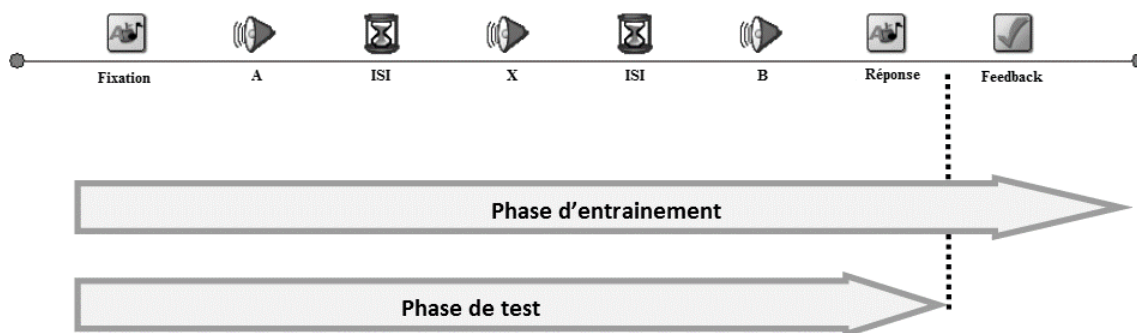 Fixation A ISI X ISI B Réponse Feedback
Phase d'entrainement
Phase de test